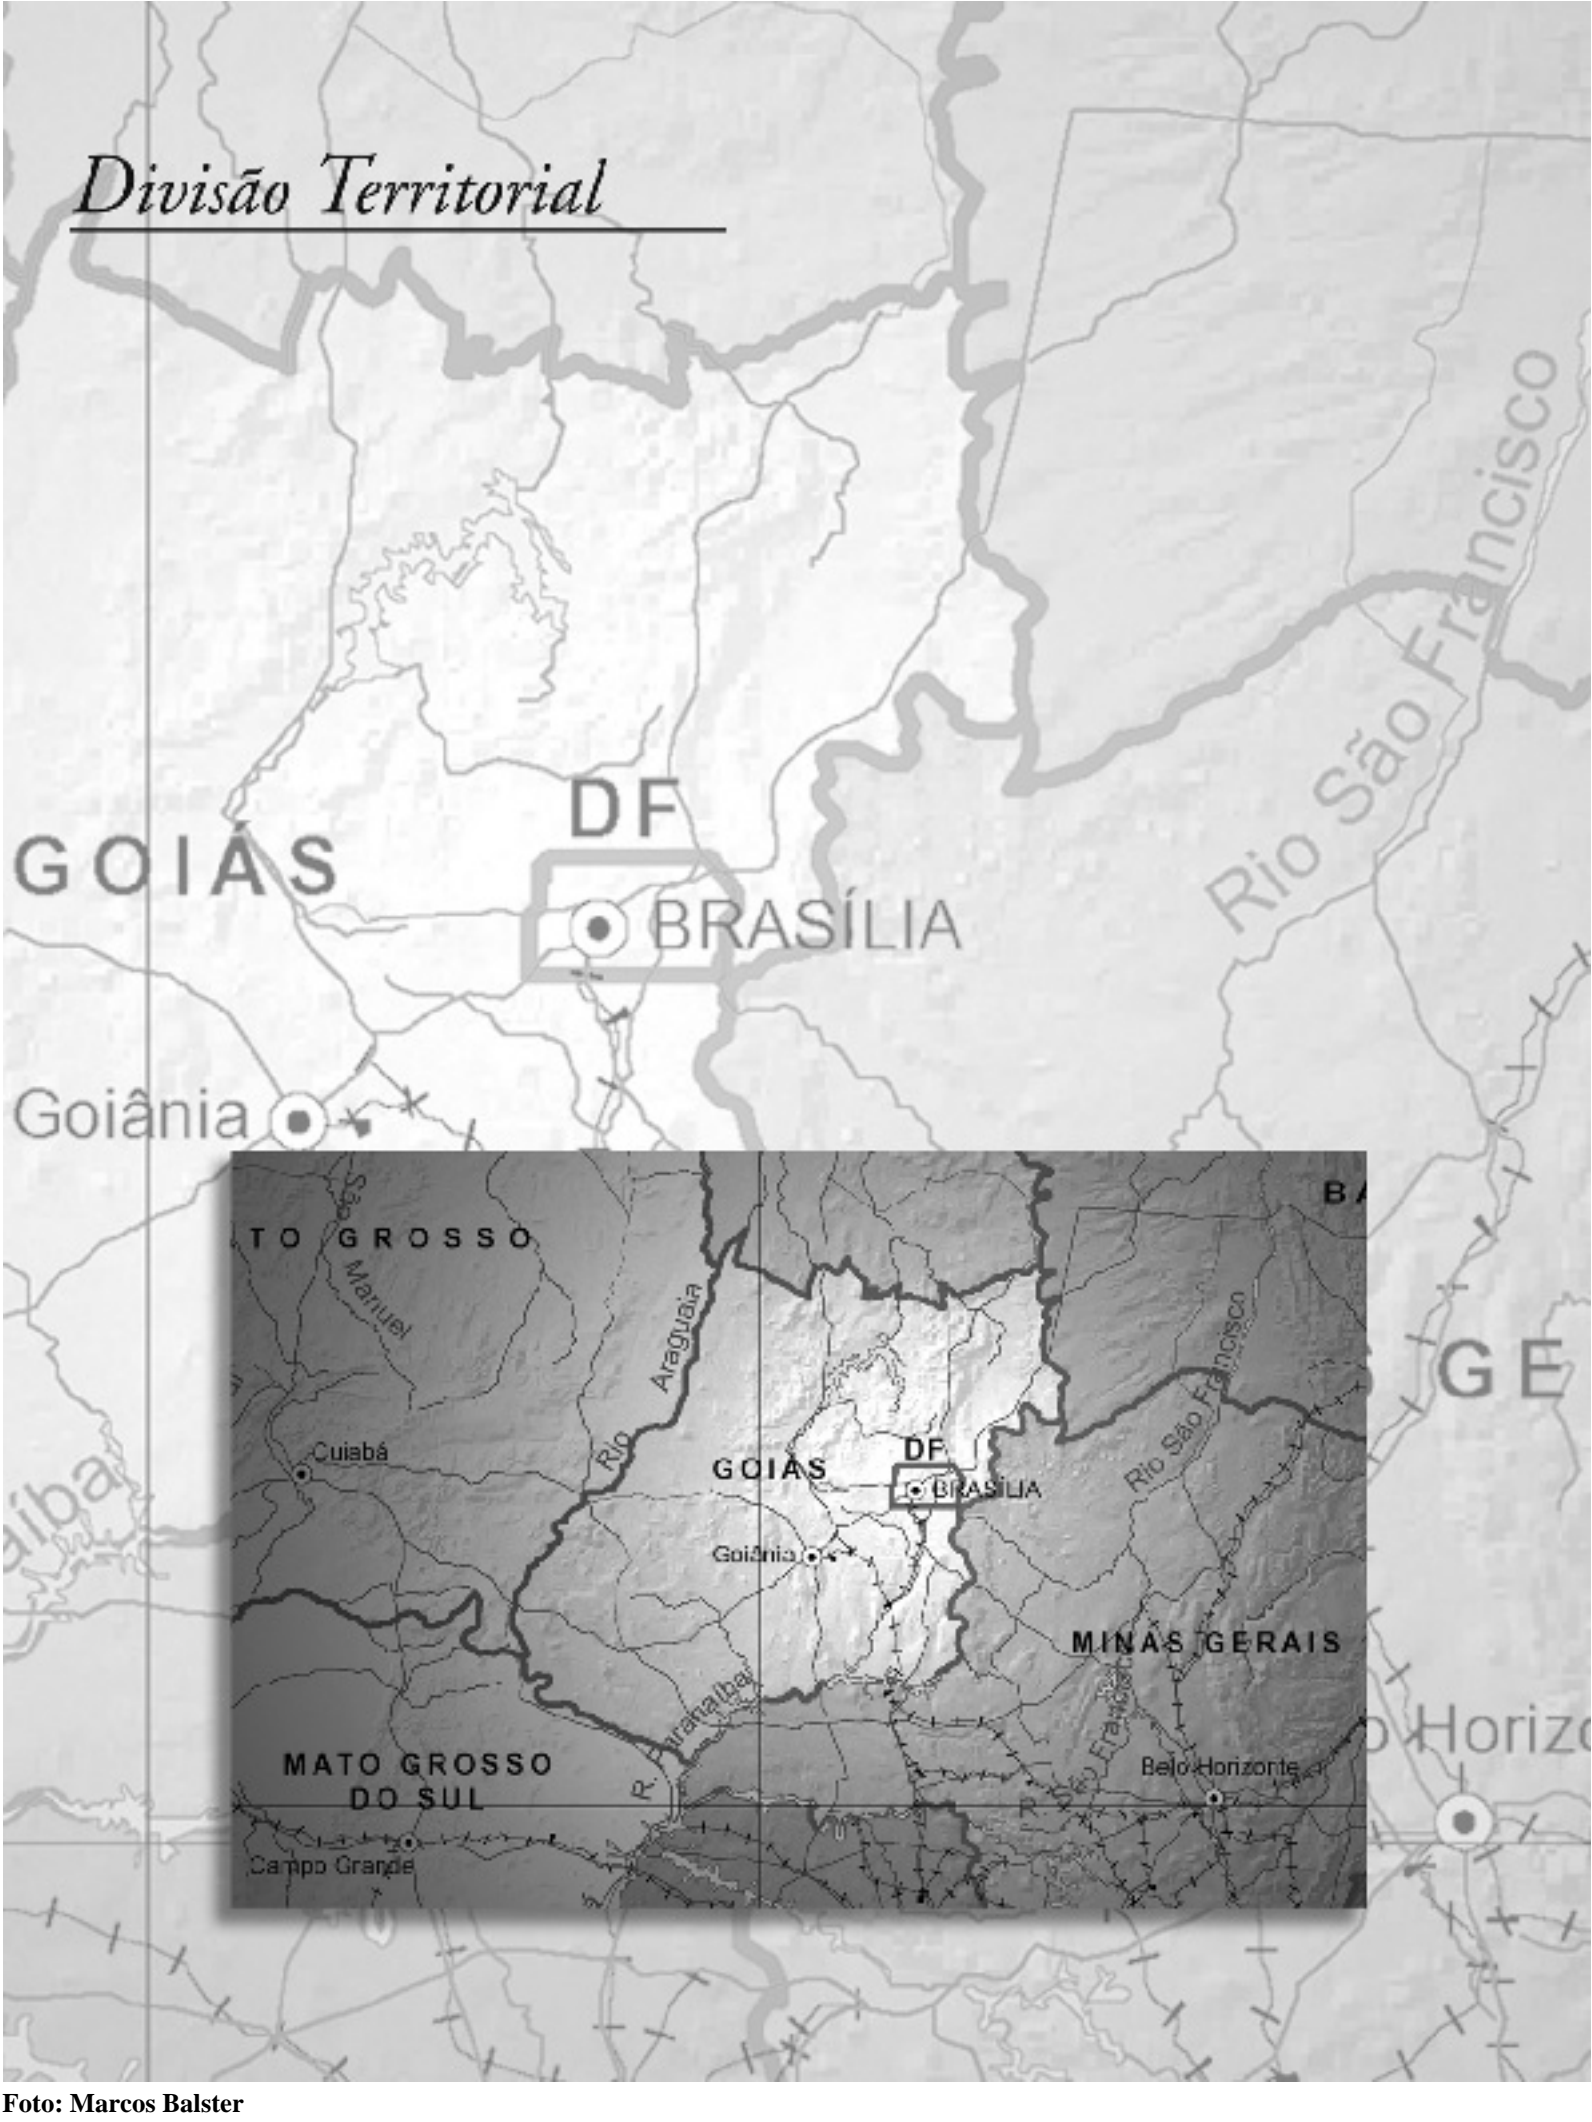 Divisão Territorial
Rio São Francisco
DF
GOIÁS
BRASÍLIA
Goiânia
GE
aíba
o Horizo
BA
TO GROSSO
São
Manuel
Rio Araguaia
Rio São Francisco
Cuiabá
GOIÁS
DF
BRASÍLIA
Goiânia
MINAS GERAIS
R. Paranaíba
MATO GROSSO
DO SUL
R. São Francisco
Belo Horizonte
Campo Grande
Foto: Marcos Balster